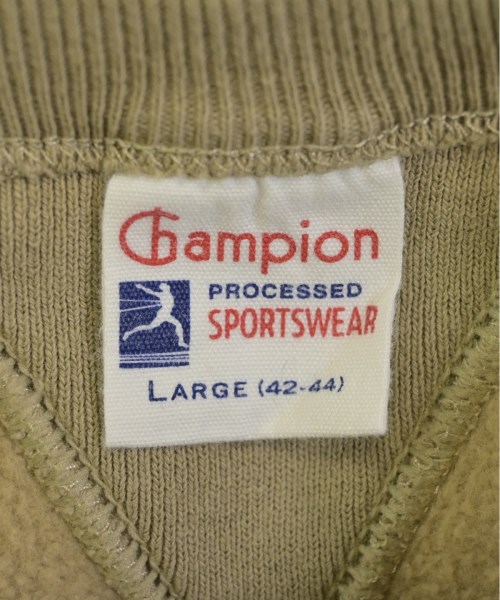 Champion
PROCESSED
SPORTSWEAR
LARGE (42-44)